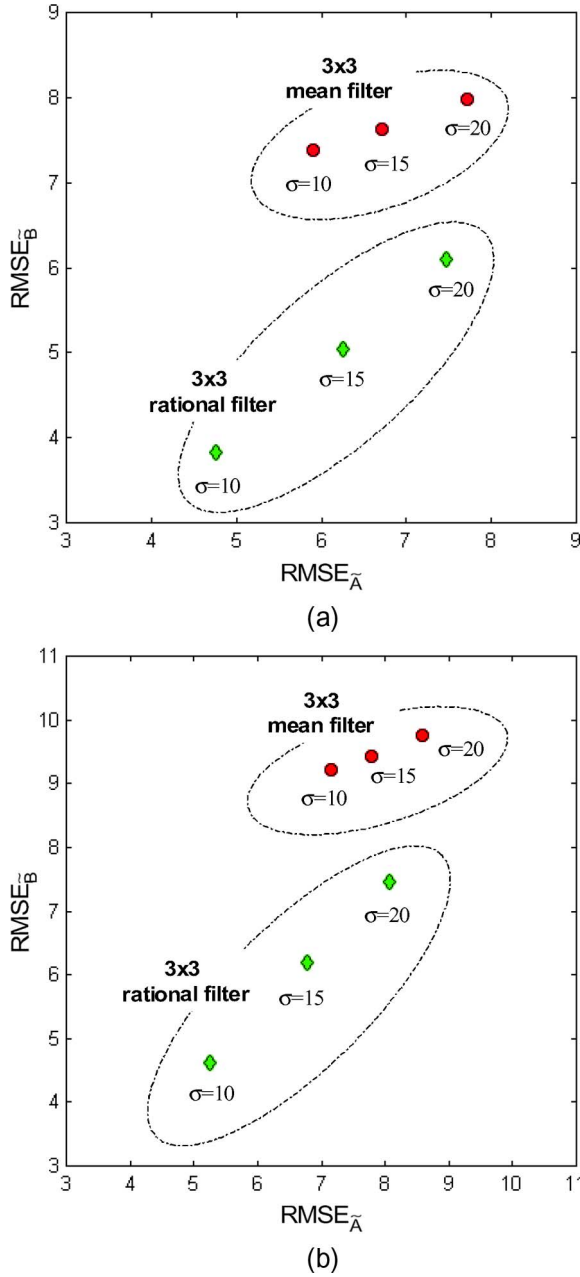 9
8
7
6
5
4
3
3x3
mean filter
σ=10
σ=15
σ=20
3x3
rational filter
σ=10
σ=15
σ=20
RMSE_B̃
3 4 5 6 7 8 9
RMSE_Ã
(a)
11
10
9
8
7
6
5
4
3
3x3
mean filter
σ=10
σ=15
σ=20
3x3
rational filter
σ=10
σ=15
σ=20
RMSE_B̃
3 4 5 6 7 8 9 10 11
RMSE_Ã
(b)